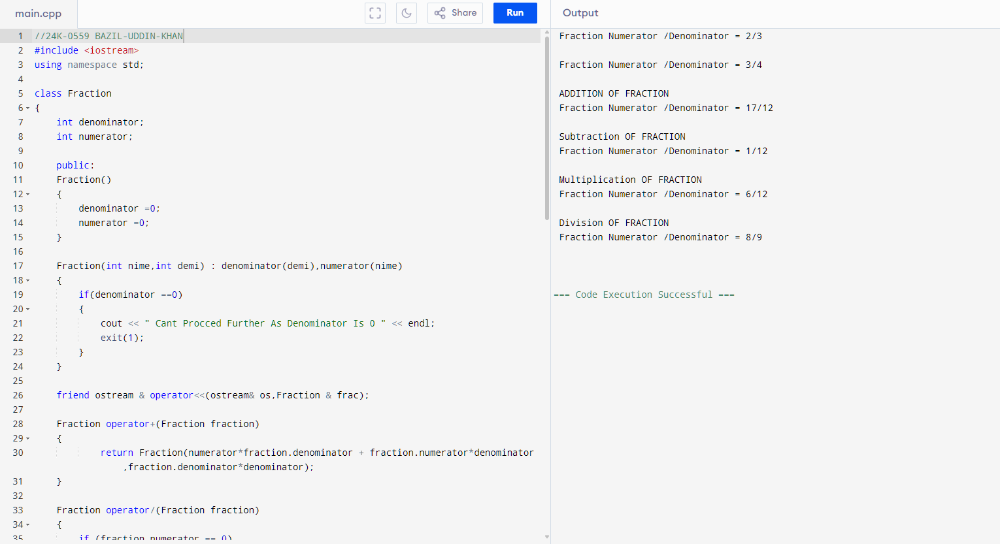 main.cpp
Share
Run
Output
1 //24K-0559 BAZIL-UDDIN-KHAN
2 #include <iostream>
3 using namespace std;
4
5 class Fraction
6 {
7 int denominator;
8 int numerator;
9
10 public:
11 Fraction()
12 {
13 denominator =0;
14 numerator =0;
15 }
16
17 Fraction(int nime,int demi) : denominator(demi),numerator(nime)
18 {
19 if(denominator ==0)
20 {
21 cout << " Cant Procced Further As Denominator Is 0 " << endl;
22 exit(1);
23 }
24 }
25
26 friend ostream & operator<<(ostream& os,Fraction & frac);
27
28 Fraction operator+(Fraction fraction)
29 {
30 return Fraction(numerator*fraction.denominator + fraction.numerator*denominator
,fraction.denominator*denominator);
31 }
32
33 Fraction operator/(Fraction fraction)
34 {
35 if (fraction.numerator == 0)
Fraction Numerator /Denominator = 2/3
Fraction Numerator /Denominator = 3/4
ADDITION OF FRACTION
Fraction Numerator /Denominator = 17/12
Subtraction OF FRACTION
Fraction Numerator /Denominator = 1/12
Multiplication OF FRACTION
Fraction Numerator /Denominator = 6/12
Division OF FRACTION
Fraction Numerator /Denominator = 8/9
=== Code Execution Successful ===